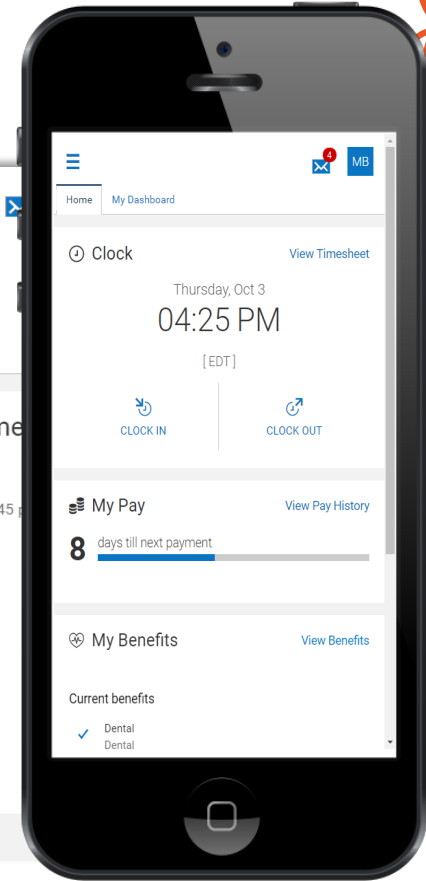 4
MB
Home My Dashboard
Clock View Timesheet
Thursday, Oct 3
04:25 PM
[ EDT ]
CLOCK IN CLOCK OUT
My Pay View Pay History
8 days till next payment
My Benefits View Benefits
Current benefits
Dental
Dental